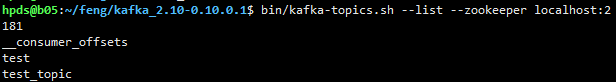 hpds@b05:~/feng/kafka_2.10-0.10.0.1$ bin/kafka-topics.sh --list --zookeeper localhost:2
181
__consumer_offsets
test
test_topic